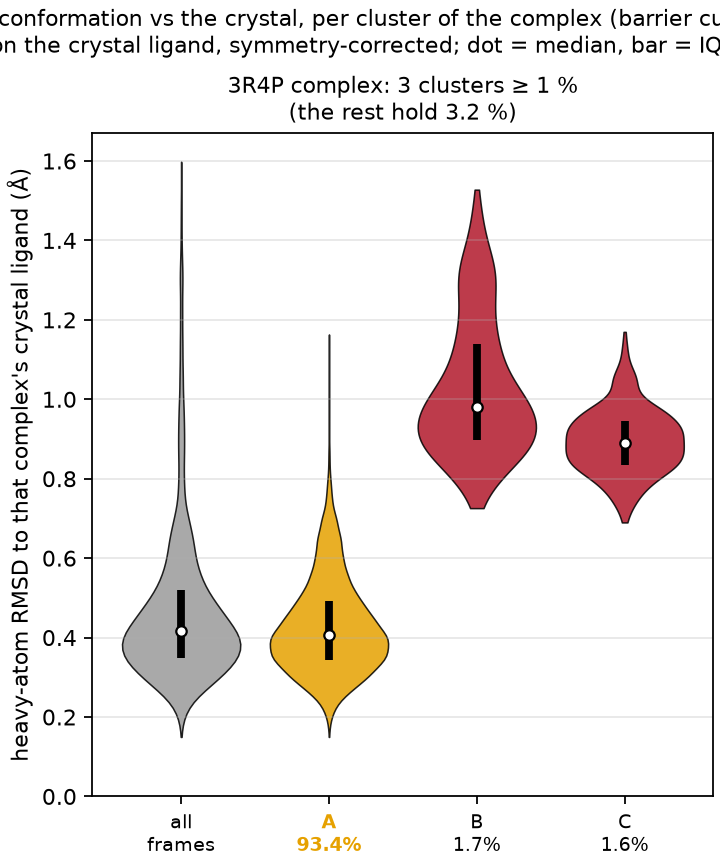 conformation vs the crystal, per cluster of the complex (barrier
on the crystal ligand, symmetry-corrected; dot = median, bar =
3R4P complex: 3 clusters ≥ 1 %
(the rest hold 3.2 %)
heavy-atom RMSD to that complex's crystal ligand (Å)
1.6
1.4
1.2
1.0
0.8
0.6
0.4
0.2
0.0
all A B C
frames 93.4% 1.7% 1.6%